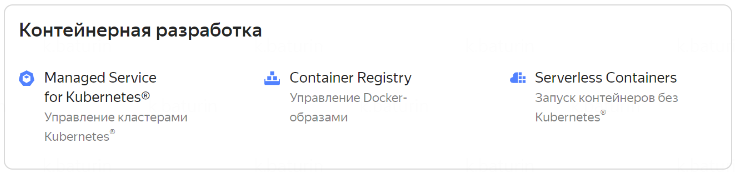 Контейнерная разработка
Managed Service
for Kubernetes®
Управление кластерами
Kubernetes®
Container Registry
Управление Docker-
образами
Serverless Containers
Запуск контейнеров без
Kubernetes®